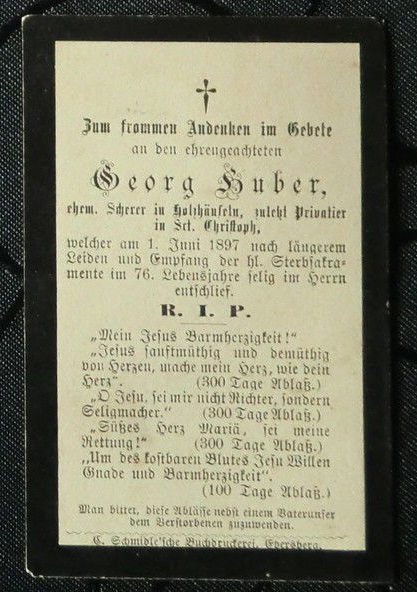 Zum frommen Andenken im Gebete
an den ehrengeachteten
Georg Huber,
ehem. Scherer in Holzhäuseln, zuletzt Privatier
in Sct. Christoph,
welcher am 1. Juni 1897 nach längerem
Leiden und Empfang der hl. Sterbsakra-
mente im 76. Lebensjahre selig im Herrn
entschlief.
R. I. P.
„Mein Jesus Barmherzigkeit!"
„Jesus sanftmüthig und demüthig
von Herzen, mache mein Herz, wie dein
Herz". (300 Tage Ablaß.)
„O Jesu, sei mir nicht Richter, sondern
Seligmacher." (300 Tage Ablaß.)
„Süßes Herz Mariä, sei meine
Rettung!" (300 Tage Ablaß.)
„Um des kostbaren Blutes Jesu Willen
Gnade und Barmherzigkeit".
(100 Tage Ablaß.)
Man bittet, diese Ablässe nebst einem Vaterunser
dem Verstorbenen zuzuwenden.
C. Schmidle'sche Buchdruckerei, Ebersberg.